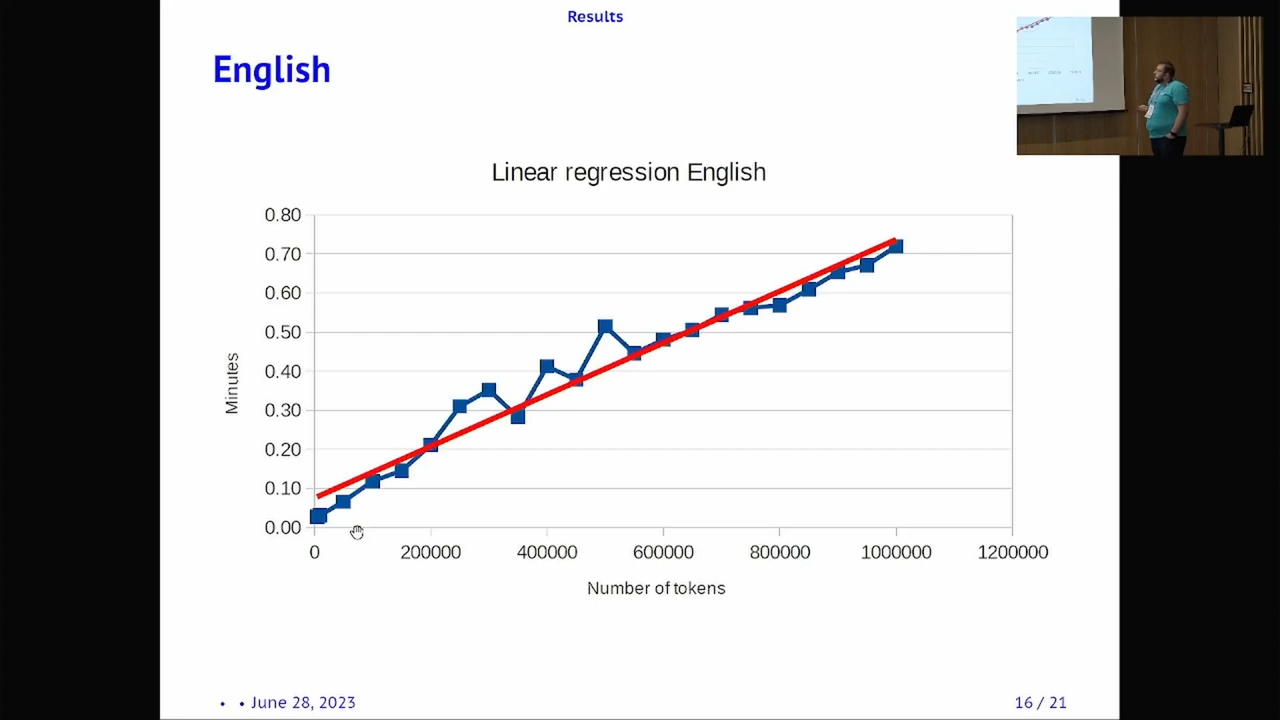 Results
English
Linear regression English
0.80
0.70
0.60
0.50
0.40
0.30
0.20
0.10
0.00
Minutes
0 200000 400000 600000 800000 1000000 1200000
Number of tokens
June 28, 2023
16 / 21